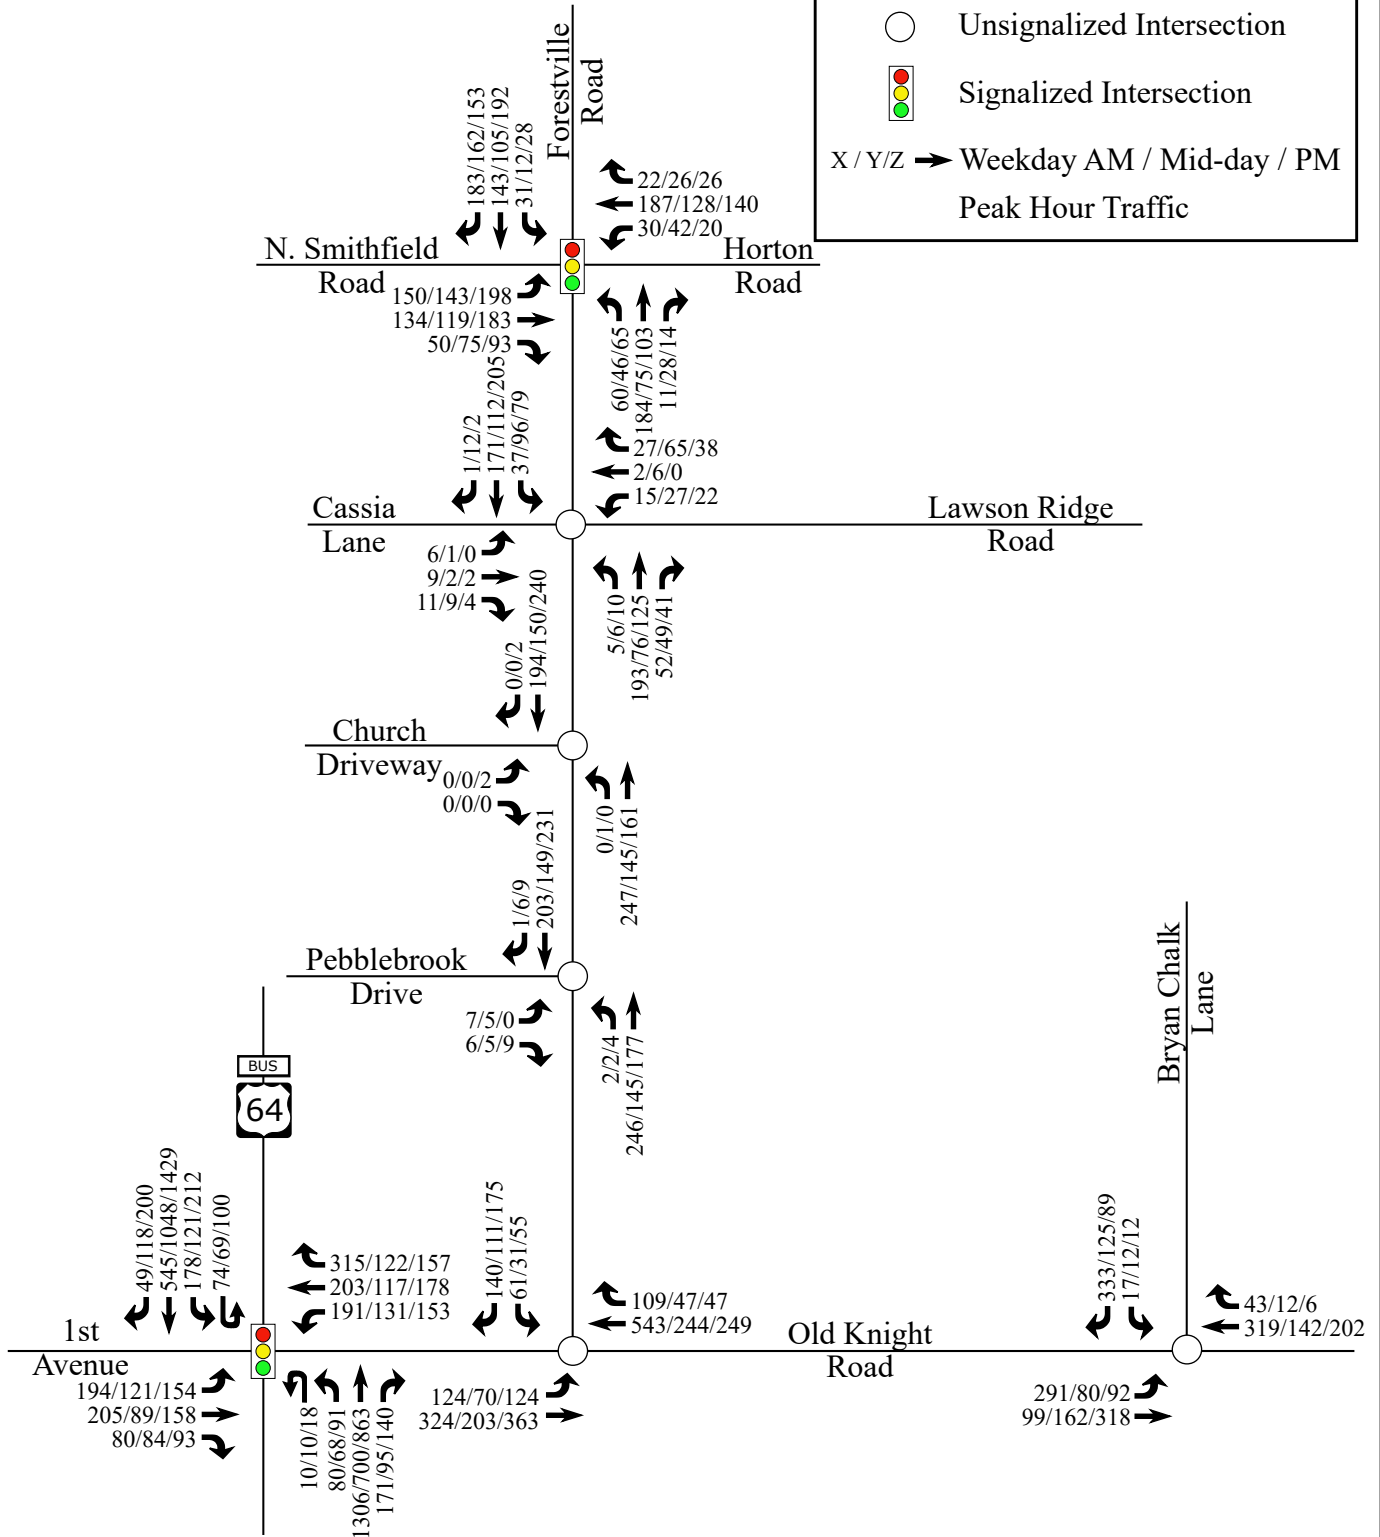 Unsignalized Intersection
Signalized Intersection
X / Y/Z Weekday AM / Mid-day / PM
Peak Hour Traffic
Forestville
Road
183/162/153
143/105/192
31/12/28
22/26/26
187/128/140
30/42/20
N. Smithfield
Road
Horton
Road
150/143/198
134/119/183
50/75/93
60/46/65
184/75/103
11/28/14
1/12/2
171/112/205
37/96/79
27/65/38
2/6/0
15/27/22
Cassia
Lane
Lawson Ridge
Road
6/1/0
9/2/2
11/9/4
5/6/10
193/76/125
52/49/41
0/0/2
194/150/240
Church
Driveway
0/0/2
0/0/0
0/1/0
247/145/161
1/6/9
203/149/231
Pebblebrook
Drive
7/5/0
6/5/9
2/2/4
246/145/177
Bryan Chalk
Lane
BUS
64
49/118/200
545/1048/1429
178/121/212
74/69/100
315/122/157
203/117/178
191/131/153
1st
Avenue
194/121/154
205/89/158
80/84/93
10/10/18
80/68/91
1306/700/863
171/95/140
140/111/175
61/31/55
109/47/47
543/244/249
124/70/124
324/203/363
Old Knight
Road
333/125/89
17/12/12
43/12/6
319/142/202
291/80/92
99/162/318